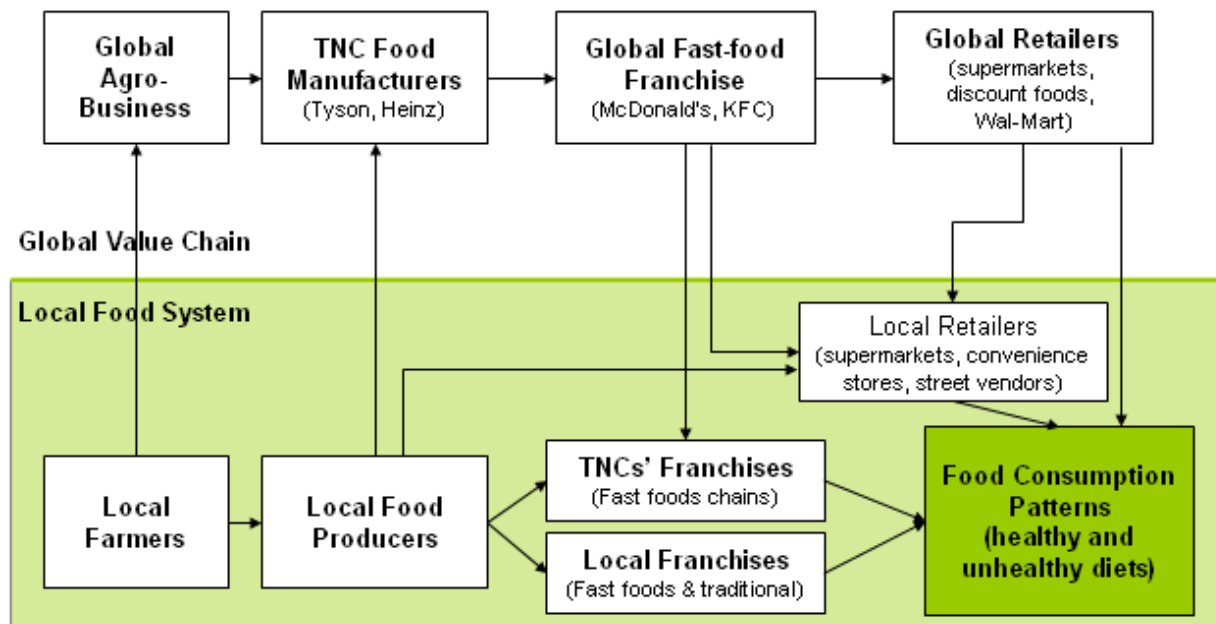 Global
Agro-
Business
TNC Food
Manufacturers
(Tyson, Heinz)
Global Fast-food
Franchise
(McDonald's, KFC)
Global Retailers
(supermarkets,
discount foods,
Wal-Mart)
Global Value Chain
Local Food System
Local Retailers
(supermarkets, convenience
stores, street vendors)
Local
Farmers
Local Food
Producers
TNCs’ Franchises
(Fast foods chains)
Local Franchises
(Fast foods & traditional)
Food Consumption
Patterns
(healthy and
unhealthy diets)